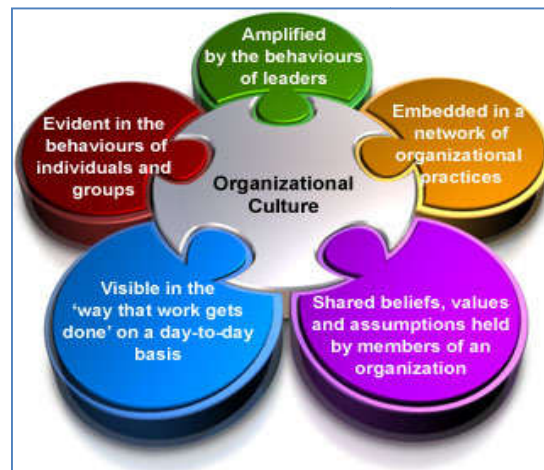 Amplified
by the behaviours
of leaders
Evident in the
behaviours of
individuals and
groups
Embedded in a
network of
organizational
practices
Organizational
Culture
Visible in the
‘way that work gets
done’ on a day-to-day
basis
Shared beliefs, values
and assumptions held
by members of an
organization